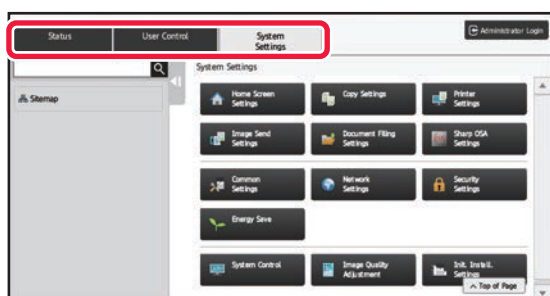 Status
User Control
System
Settings
Administrator Login
System Settings
Sitemap
Home Screen
Settings
Copy Settings
Printer
Settings
Image Send
Settings
Document Filing
Settings
Sharp OSA
Settings
Common
Settings
Network
Settings
Security
Settings
Energy Save
System Control
Image Quality
Adjustment
Init. Install.
Settings
Top of Page